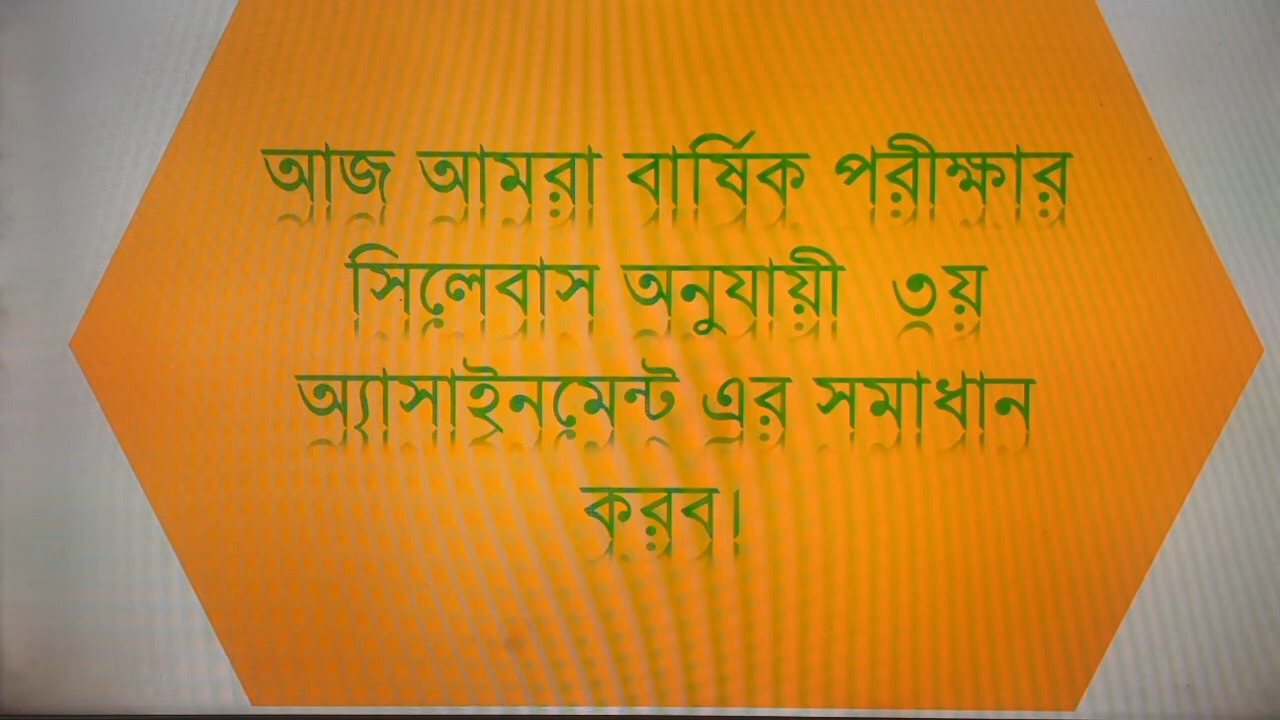 আজ আমরা বার্ষিক পরীক্ষার
সিলেবাস অনুযায়ী ৩য়
অ্যাসাইনমেন্ট এর সমাধান
করব।